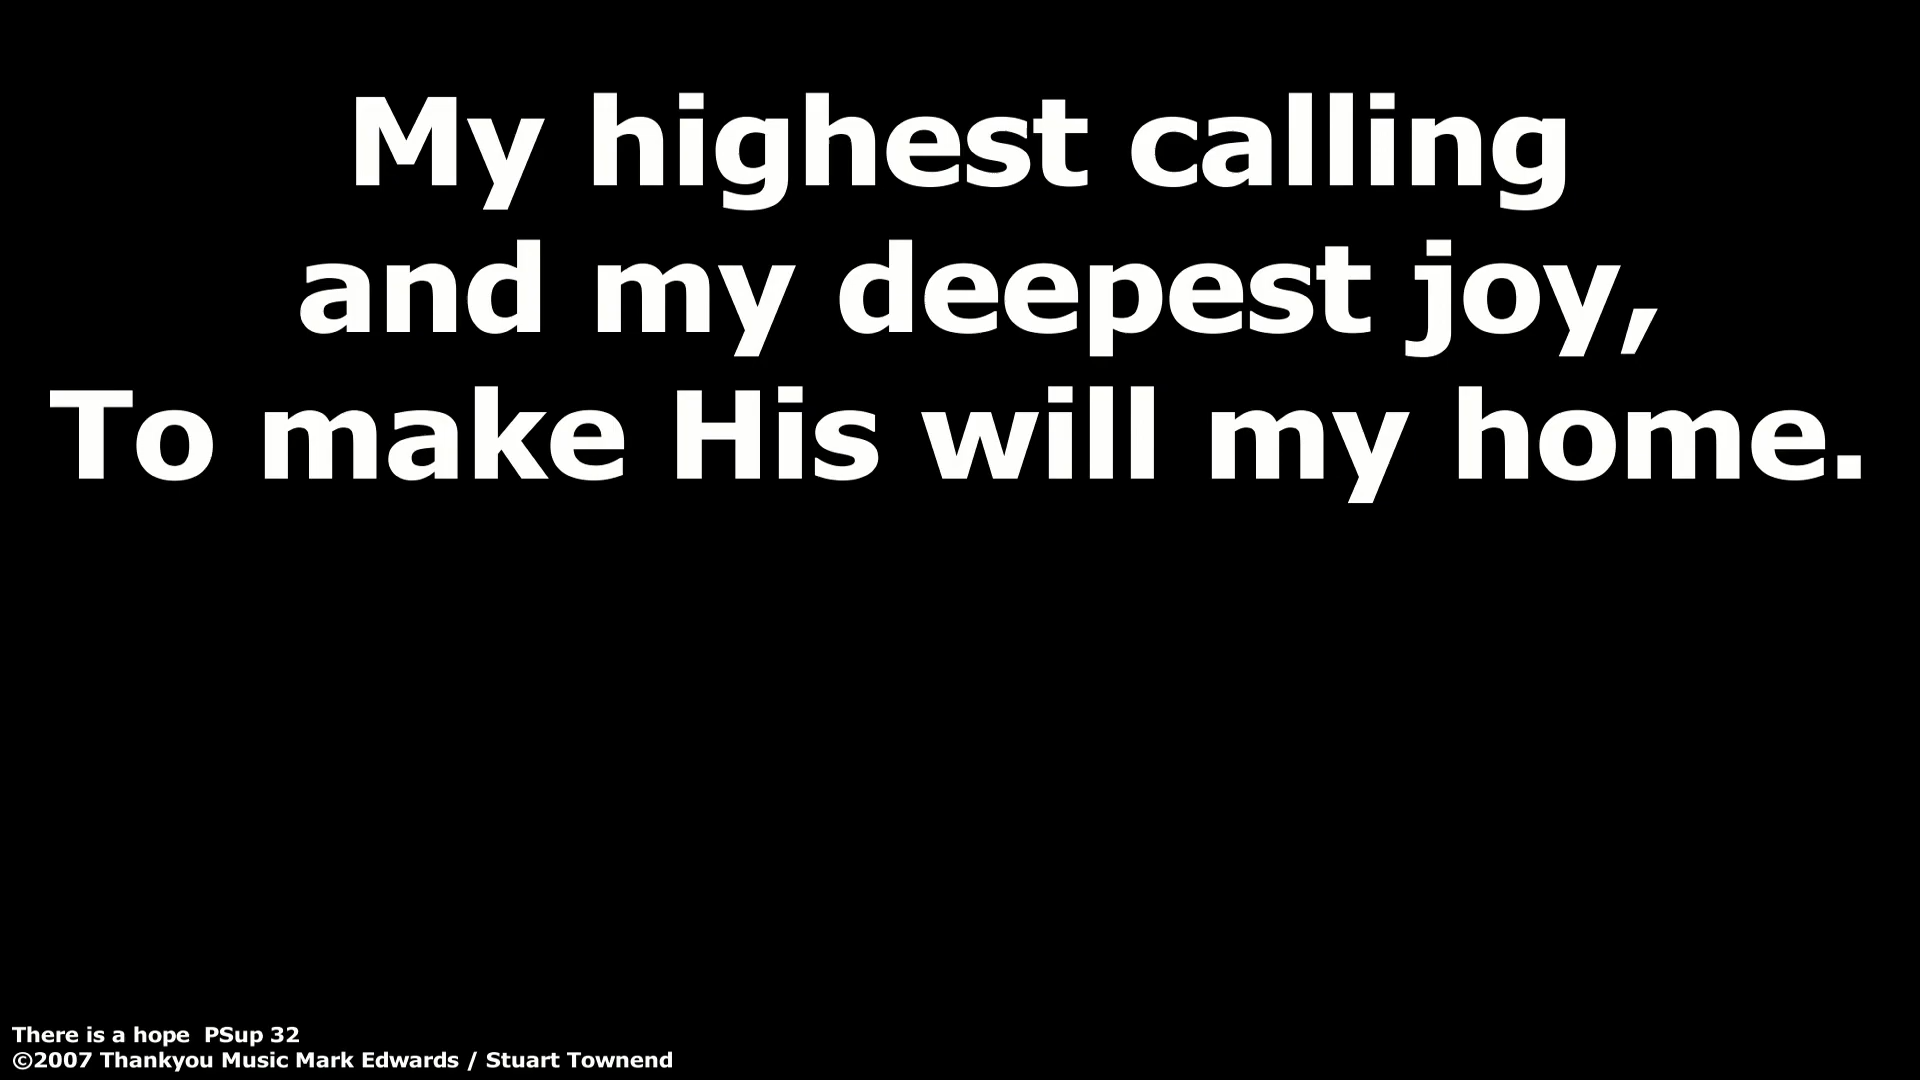 My highest calling
and my deepest joy,
To make His will my home.
There is a hope  PSup 32
©2007 Thankyou Music Mark Edwards / Stuart Townend